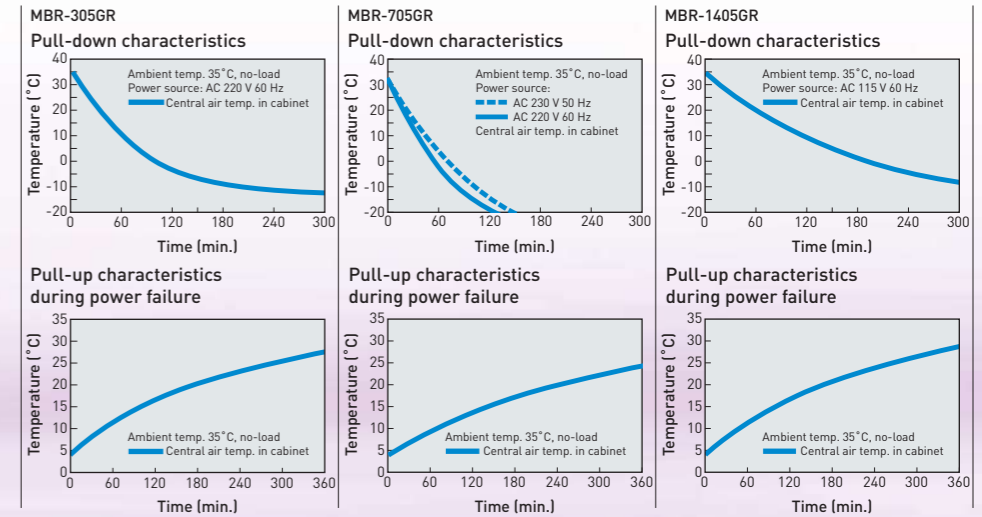 MBR-305GR
Pull-down characteristics
Temperature (˚C)
40
30
20
10
0
-10
-20
Ambient temp. 35˚C, no-load
Power source: AC 220 V 60 Hz
Central air temp. in cabinet
0 60 120 180 240 300
Time (min.)
Pull-up characteristics
during power failure
Temperature (˚C)
35
30
25
20
15
10
5
0
Ambient temp. 35˚C, no-load
Central air temp. in cabinet
0 60 120 180 240 300 360
Time (min.)
MBR-705GR
Pull-down characteristics
Temperature (˚C)
40
30
20
10
0
-10
-20
Ambient temp. 35˚C, no-load
Power source:
AC 230 V 50 Hz
AC 220 V 60 Hz
Central air temp. in cabinet
0 60 120 180 240 300
Time (min.)
Pull-up characteristics
during power failure
Temperature (˚C)
35
30
25
20
15
10
5
0
Ambient temp. 35˚C, no-load
Central air temp. in cabinet
0 60 120 180 240 300 360
Time (min.)
MBR-1405GR
Pull-down characteristics
Temperature (˚C)
40
30
20
10
0
-10
-20
Ambient temp. 35˚C, no-load
Power source: AC 115 V 60 Hz
Central air temp. in cabinet
0 60 120 180 240 300
Time (min.)
Pull-up characteristics
during power failure
Temperature (˚C)
35
30
25
20
15
10
5
0
Ambient temp. 35˚C, no-load
Central air temp. in cabinet
0 60 120 140 180 240 300 360
Time (min.)